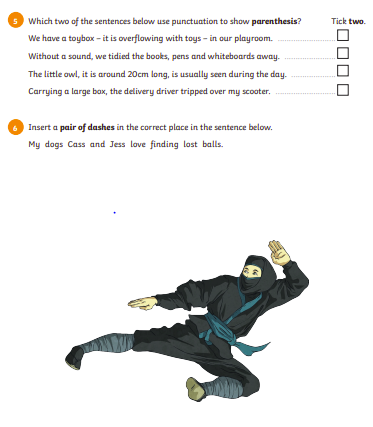 5 Which two of the sentences below use punctuation to show parenthesis? Tick two.
We have a toybox – it is overflowing with toys – in our playroom.
Without a sound, we tidied the books, pens and whiteboards away.
The little owl, it is around 20cm long, is usually seen during the day.
Carrying a large box, the delivery driver tripped over my scooter.
6 Insert a pair of dashes in the correct place in the sentence below.
My dogs Cass and Jess love finding lost balls.